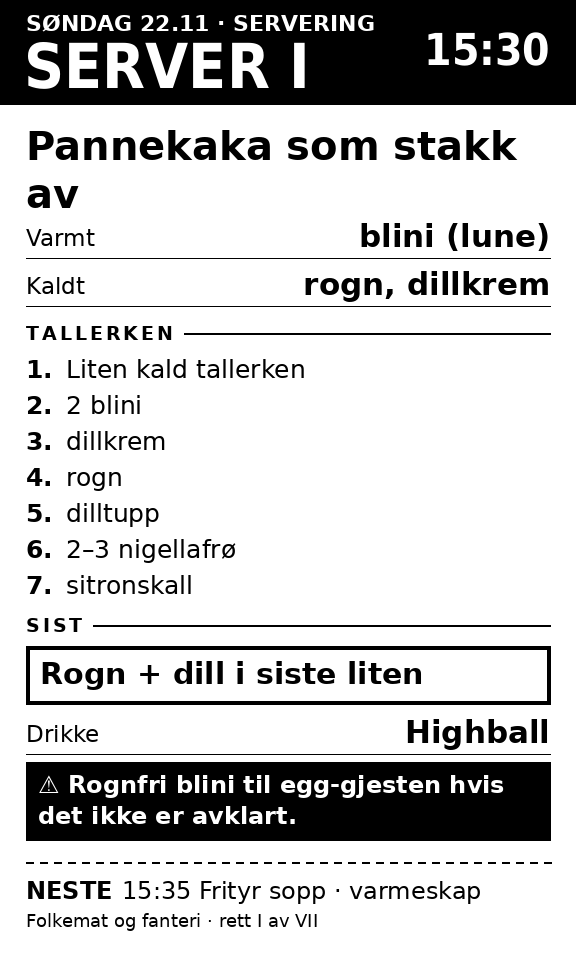 SØNDAG 22.11 · SERVERING
SERVER I
15:30
Pannekaka som stakk
av
Varmt blini (lune)
Kaldt rogn, dillkrem
TALLERKEN
1. Liten kald tallerken
2. 2 blini
3. dillkrem
4. rogn
5. dilltupp
6. 2–3 nigellafrø
7. sitronskall
SIST
Rogn + dill i siste liten
Drikke Highball
⚠ Rognfri blini til egg-gjesten hvis
det ikke er avklart.
NESTE 15:35 Frityr sopp · varmeskap
Folkemat og fanteri · rett I av VII